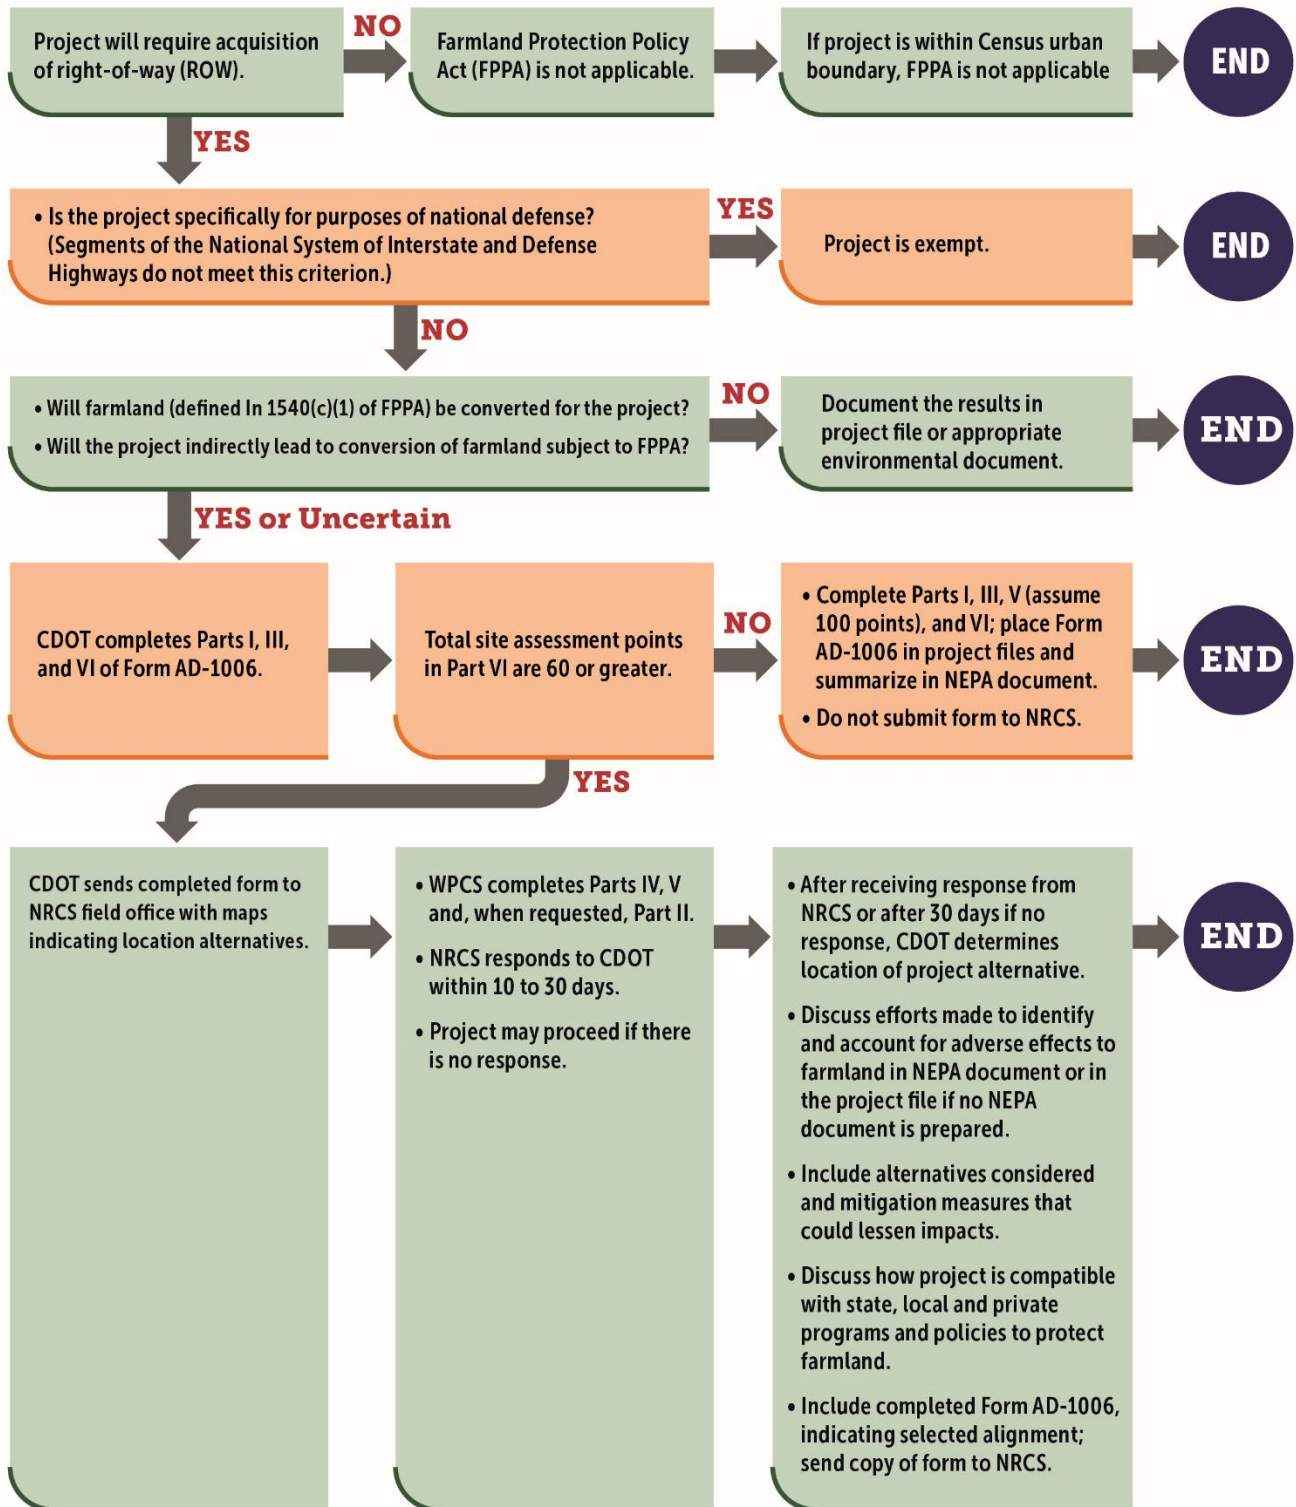 Project will require acquisition
of right-of-way (ROW).
NO
Farmland Protection Policy
Act (FPPA) is not applicable.
If project is within Census urban
boundary, FPPA is not applicable
END
YES
• Is the project specifically for purposes of national defense?
(Segments of the National System of Interstate and Defense
Highways do not meet this criterion.)
YES
Project is exempt.
END
NO
• Will farmland (defined In 1540(c)(1) of FPPA) be converted for the project?
• Will the project indirectly lead to conversion of farmland subject to FPPA?
NO
Document the results in
project file or appropriate
environmental document.
END
YES or Uncertain
CDOT completes Parts I, III,
and VI of Form AD-1006.
Total site assessment points
in Part VI are 60 or greater.
NO
• Complete Parts I, III, V (assume
100 points), and VI; place Form
AD-1006 in project files and
summarize in NEPA document.
• Do not submit form to NRCS.
END
YES
CDOT sends completed form to
NRCS field office with maps
indicating location alternatives.
• WPCS completes Parts IV, V
and, when requested, Part II.
• NRCS responds to CDOT
within 10 to 30 days.
• Project may proceed if there
is no response.
• After receiving response from
NRCS or after 30 days if no
response, CDOT determines
location of project alternative.
• Discuss efforts made to identify
and account for adverse effects to
farmland in NEPA document or in
the project file if no NEPA
document is prepared.
• Include alternatives considered
and mitigation measures that
could lessen impacts.
• Discuss how project is compatible
with state, local and private
programs and policies to protect
farmland.
• Include completed Form AD-1006,
indicating selected alignment;
send copy of form to NRCS.
END